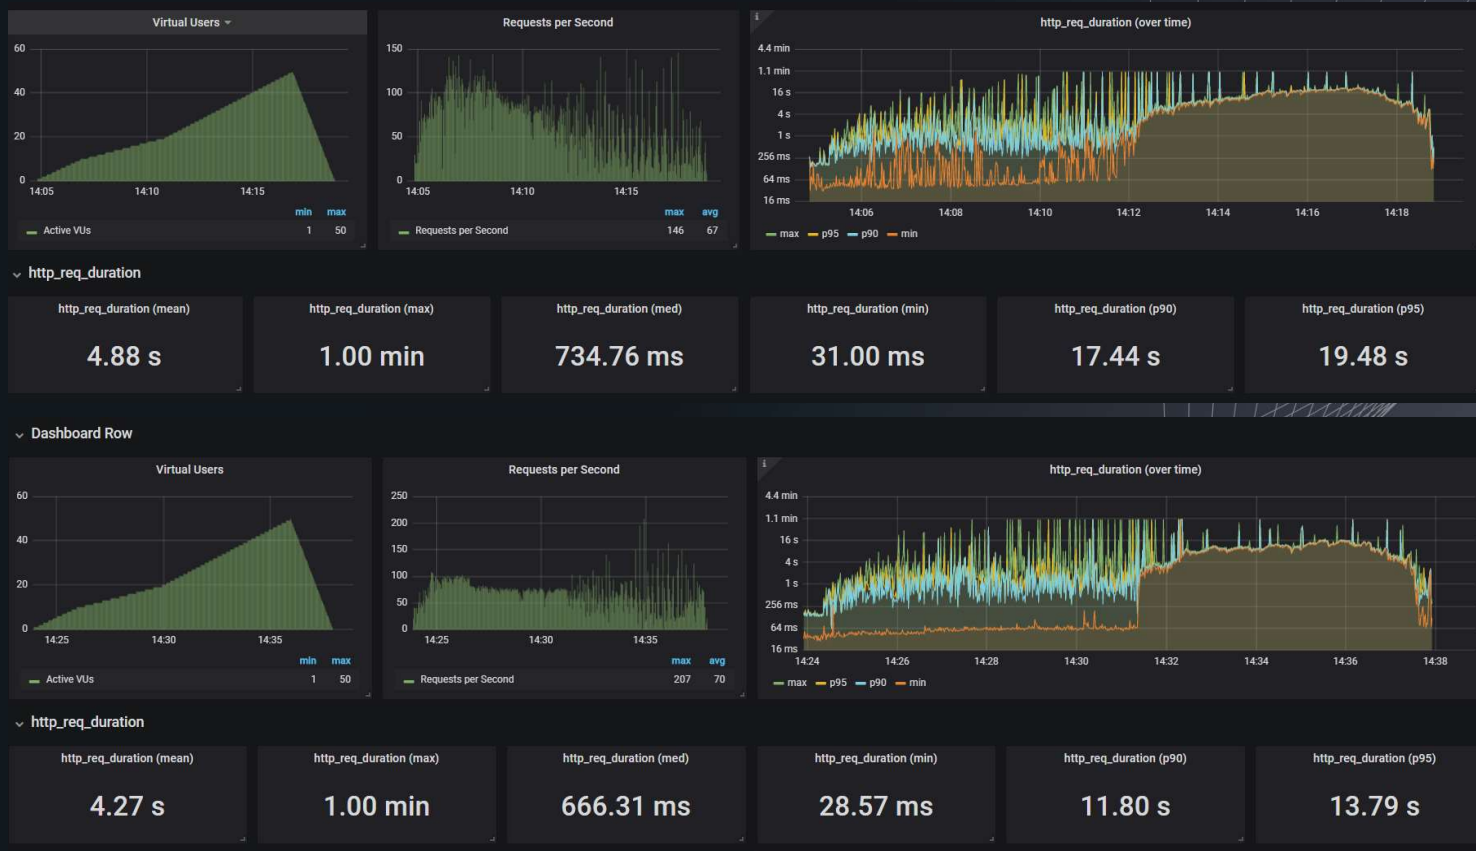 Virtual Users
Requests per Second
http_req_duration (over time)
60
40
20
0
14:05
14:10
14:15
min
max
Active VUs
1
50
150
100
50
0
14:05
14:10
14:15
max
avg
Requests per Second
146
67
4.4 min
1.1 min
16 s
4 s
1 s
256 ms
64 ms
16 ms
14:06
14:08
14:10
14:12
14:14
14:16
14:18
max
p95
p90
min
http_req_duration
http_req_duration (mean)
4.88 s
http_req_duration (max)
1.00 min
http_req_duration (med)
734.76 ms
http_req_duration (min)
31.00 ms
http_req_duration (p90)
17.44 s
http_req_duration (p95)
19.48 s
Dashboard Row
Virtual Users
Requests per Second
http_req_duration (over time)
60
40
20
0
14:25
14:30
14:35
min
max
Active VUs
1
50
250
200
150
100
50
0
14:25
14:30
14:35
max
avg
Requests per Second
207
70
4.4 min
1.1 min
16 s
4 s
1 s
256 ms
64 ms
16 ms
14:24
14:26
14:28
14:30
14:32
14:34
14:36
14:38
max
p95
p90
min
http_req_duration
http_req_duration (mean)
4.27 s
http_req_duration (max)
1.00 min
http_req_duration (med)
666.31 ms
http_req_duration (min)
28.57 ms
http_req_duration (p90)
11.80 s
http_req_duration (p95)
13.79 s